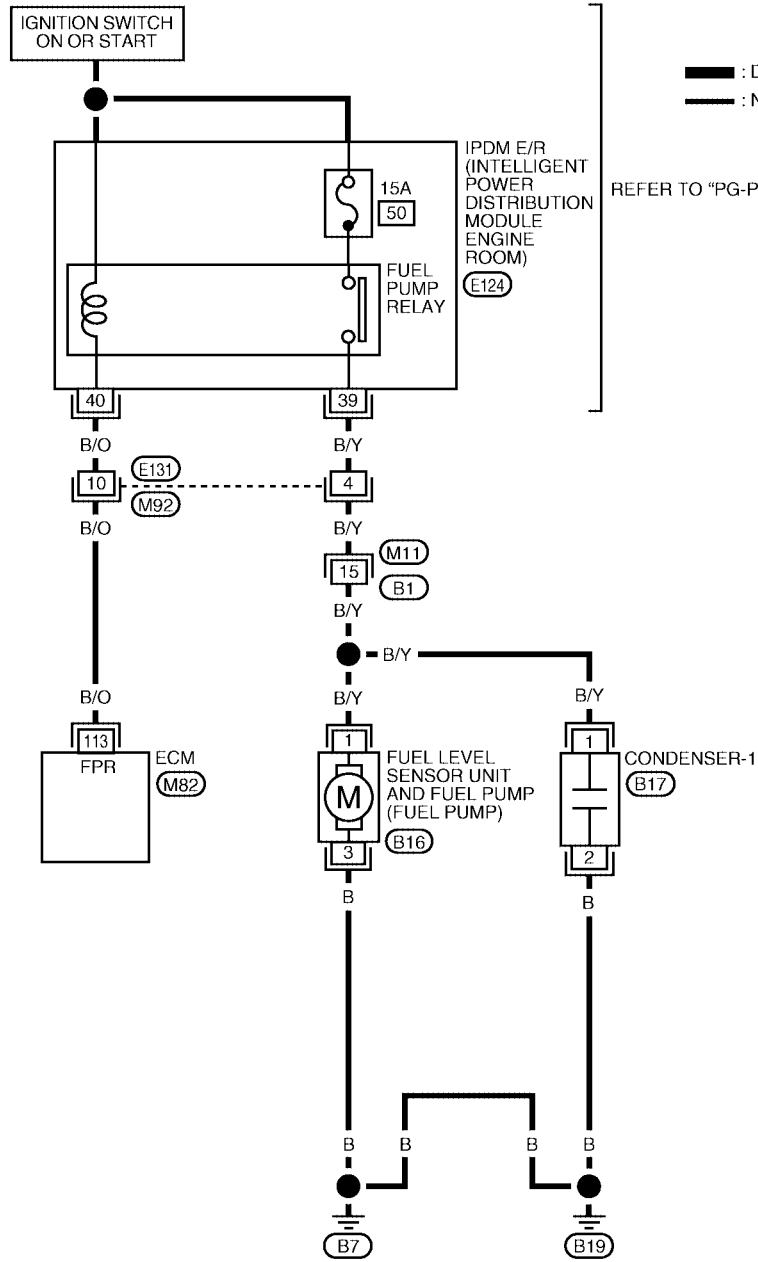 IGNITION SWITCH
ON OR START
: D
: N
IPDM E/R
(INTELLIGENT
POWER
DISTRIBUTION
MODULE
ENGINE
ROOM)
E124
REFER TO “PG-P
15A
50
FUEL
PUMP
RELAY
40
39
B/O
B/Y
10
E131
M92
4
B/O
B/Y
15
M11
B1
B/Y
B/Y
B/O
B/Y
B/Y
113
FPR
ECM
M82
1
FUEL LEVEL
SENSOR UNIT
AND FUEL PUMP
(FUEL PUMP)
M
B16
3
1
CONDENSER-1
B17
2
B
B
B
B
B
B
B7
B19